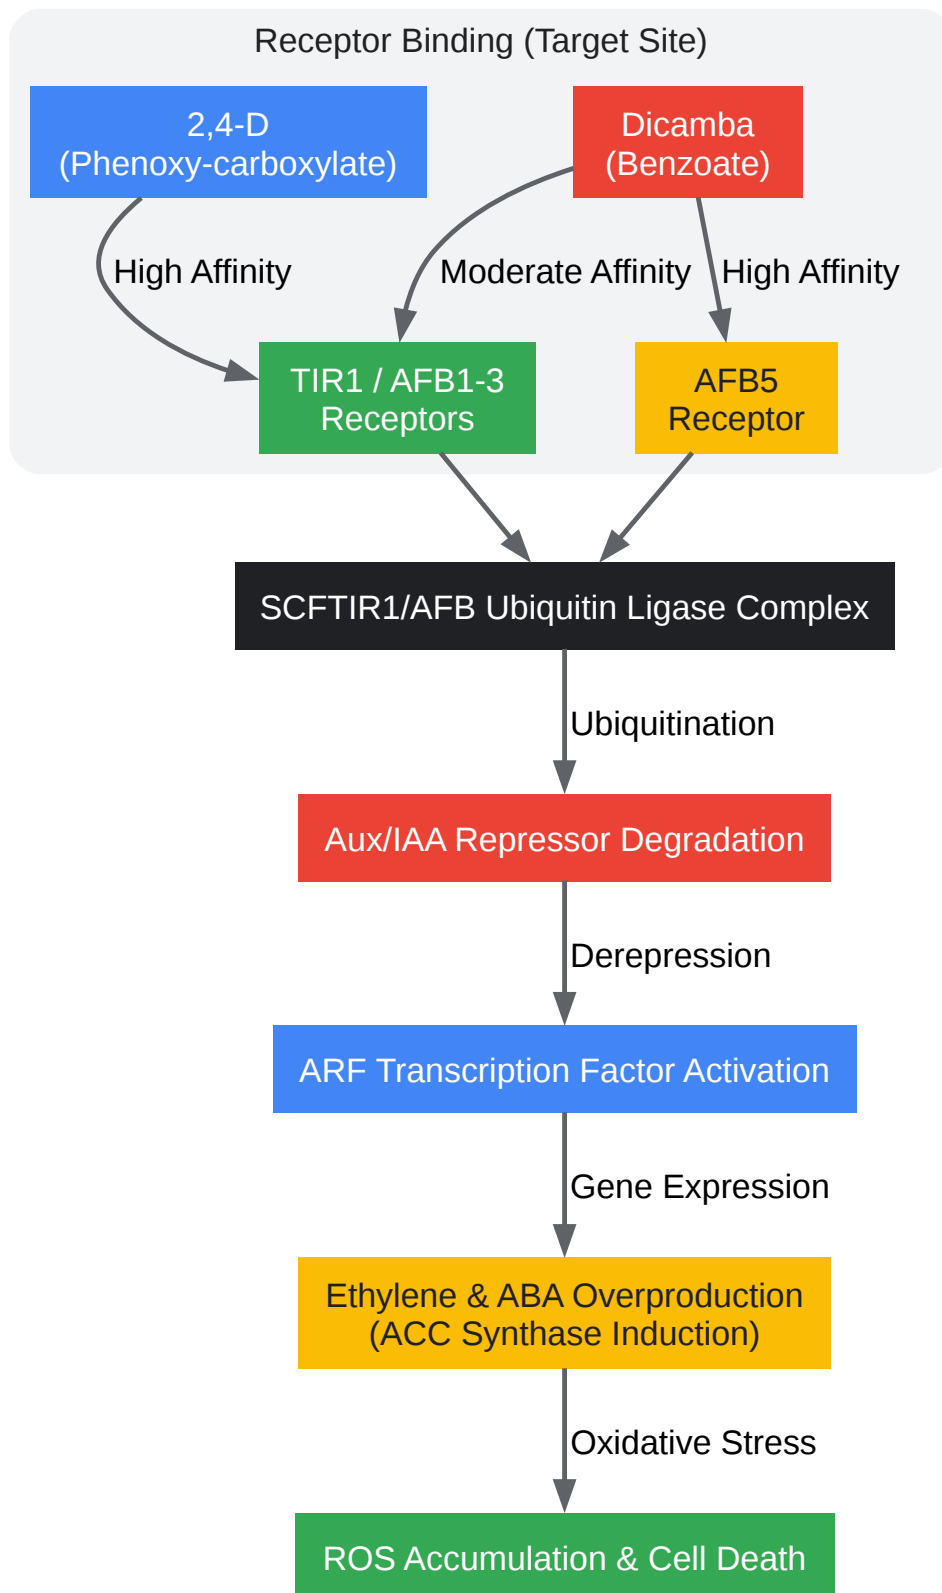 Receptor Binding (Target Site)
2,4-D
(Phenoxy-carboxylate)
Dicamba
(Benzoate)
High Affinity
Moderate Affinity
High Affinity
TIR1 / AFB1-3
Receptors
AFB5
Receptor
SCFTIR1/AFB Ubiquitin Ligase Complex
Ubiquitination
Aux/IAA Repressor Degradation
Derepression
ARF Transcription Factor Activation
Gene Expression
Ethylene & ABA Overproduction
(ACC Synthase Induction)
Oxidative Stress
ROS Accumulation & Cell Death